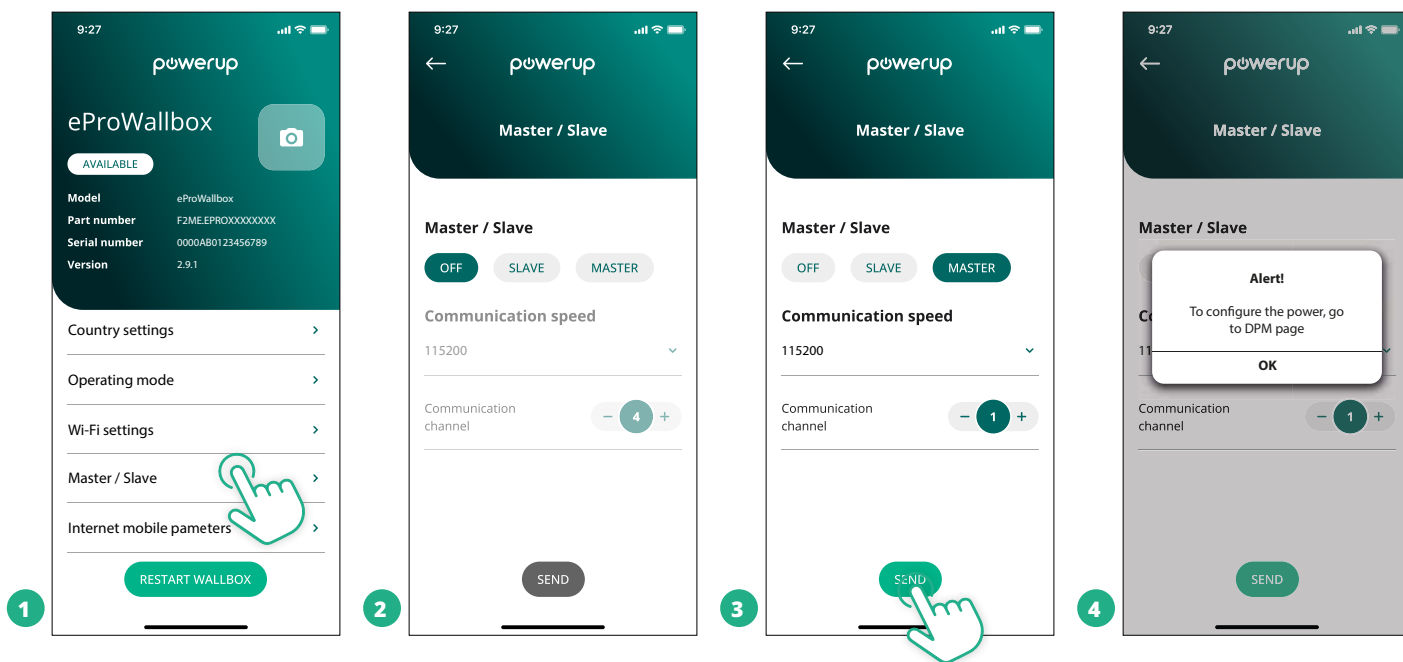 9:27
powerup
eProWallbox
AVAILABLE
Model eProWallbox
Part number F2ME.EPROXXXXXXX
Serial number 0000AB0123456789
Version 2.9.1
Country settings
Operating mode
Wi-Fi settings
Master / Slave
Internet mobile pameters
RESTART WALLBOX
1
9:27
powerup
Master / Slave
Master / Slave
OFF SLAVE MASTER
Communication speed
115200
Communication
channel
- 4 +
SEND
2
9:27
powerup
Master / Slave
Master / Slave
OFF SLAVE MASTER
Communication speed
115200
Communication
channel
- 1 +
SEND
3
9:27
powerup
Master / Slave
Master / Slave
Alert!
To configure the power, go
to DPM page
OK
Communication
channel
- 1 +
SEND
4